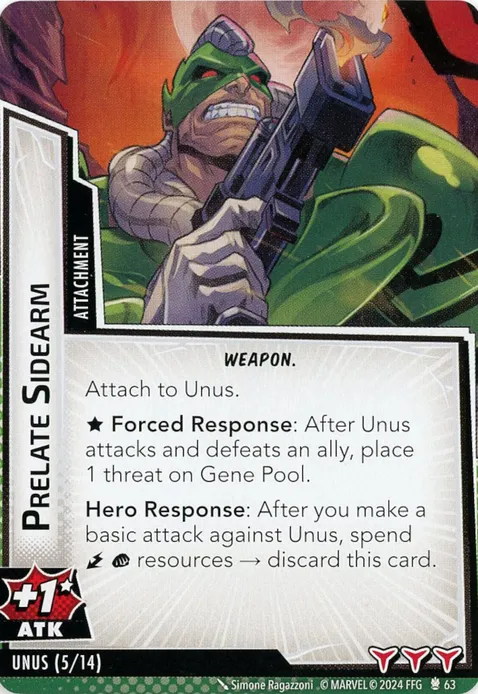 ATTACHMENT
PRELATE SIDEARM
WEAPON.
Attach to Unus.
★ Forced Response: After Unus
attacks and defeats an ally, place
1 threat on Gene Pool.
Hero Response: After you make a
basic attack against Unus, spend
resources → discard this card.
+1★
ATK
UNUS (5/14)
Simone Ragazzoni © MARVEL © 2024 FFG 63